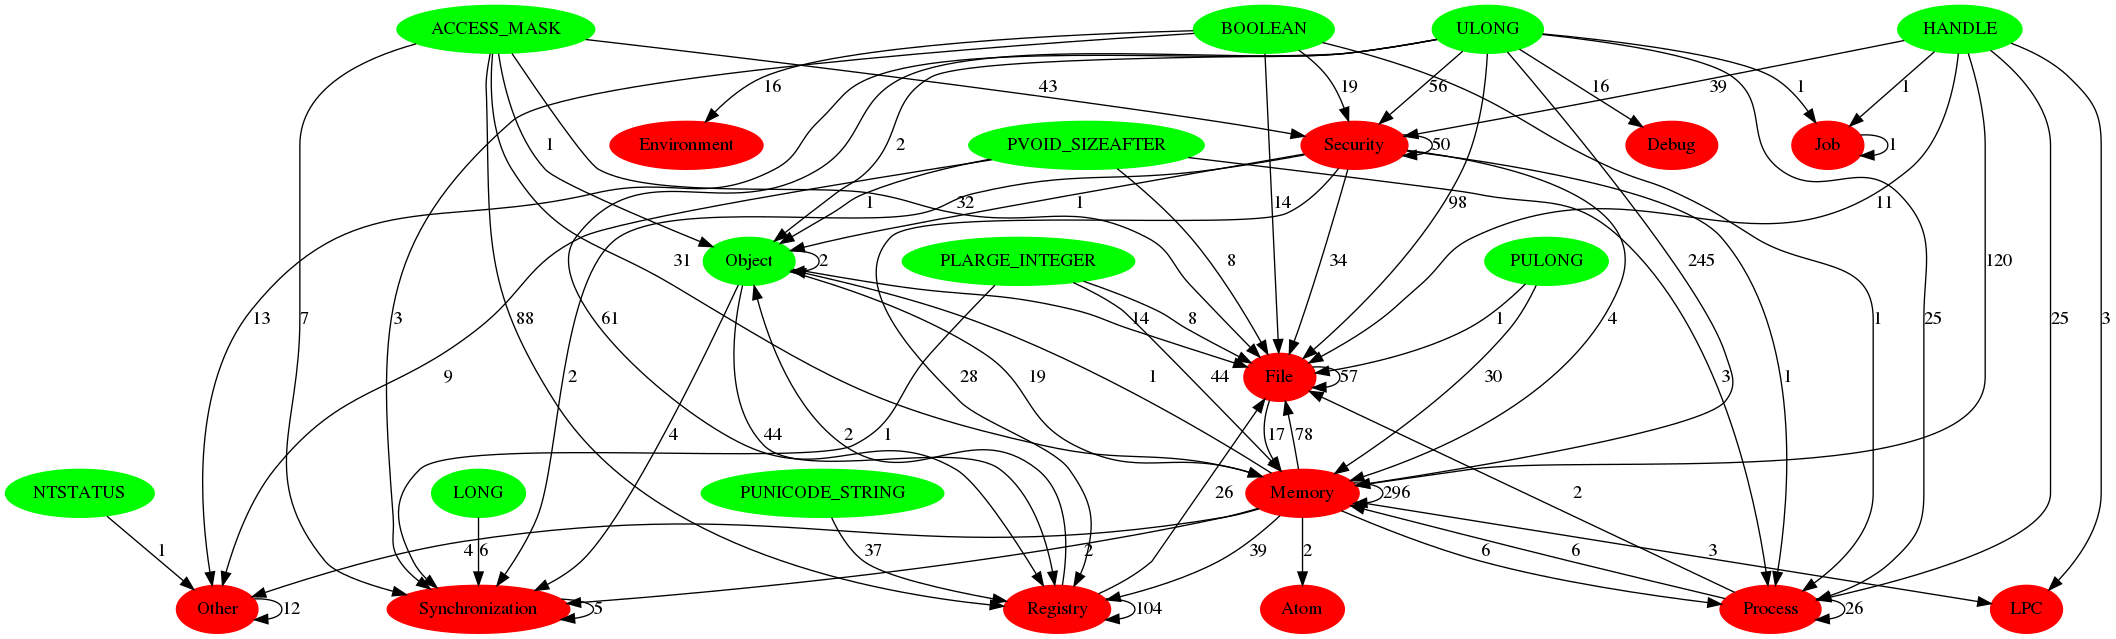 ACCESS_MASK BOOLEAN ULONG HANDLE
16 43 19 56 16 39 1 1
Environment PVOID_SIZEAFTER Security 50 Debug Job 1
1 2 1 32 1 14 98 11
Object 2 PLARGE_INTEGER PULONG
31 8 34 245 120
13 7 3 88 61 14 8 4 1 1 25 25 3
File 57
9 2 28 19 1 44 30 3 1
4 44 2 1 17 78
NTSTATUS LONG PUNICODE_STRING Memory 296
26 2
1 4 6 37 2 39 2 6 6 3
Other 12 Synchronization 5 Registry 104 Atom Process 26 LPC